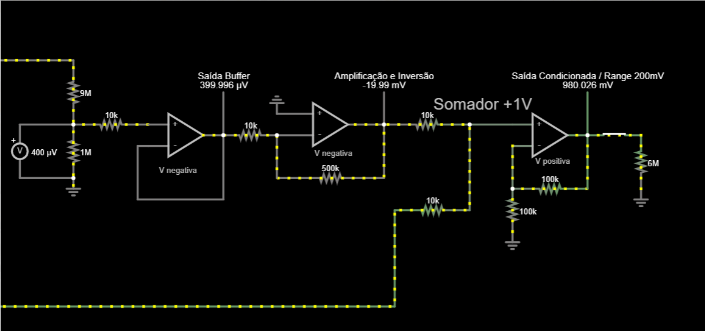 Saída Buffer
399.996 μV
Amplificação e Inversão
-19.99 mV
Saída Condicionada / Range 200mV
980.026 mV
Somador +1V
9M
10k
10k
10k
+
400 μV
V
1M
+
-
V negativa
+
-
V negativa
500k
+
-
V positiva
6M
100k
10k
100k